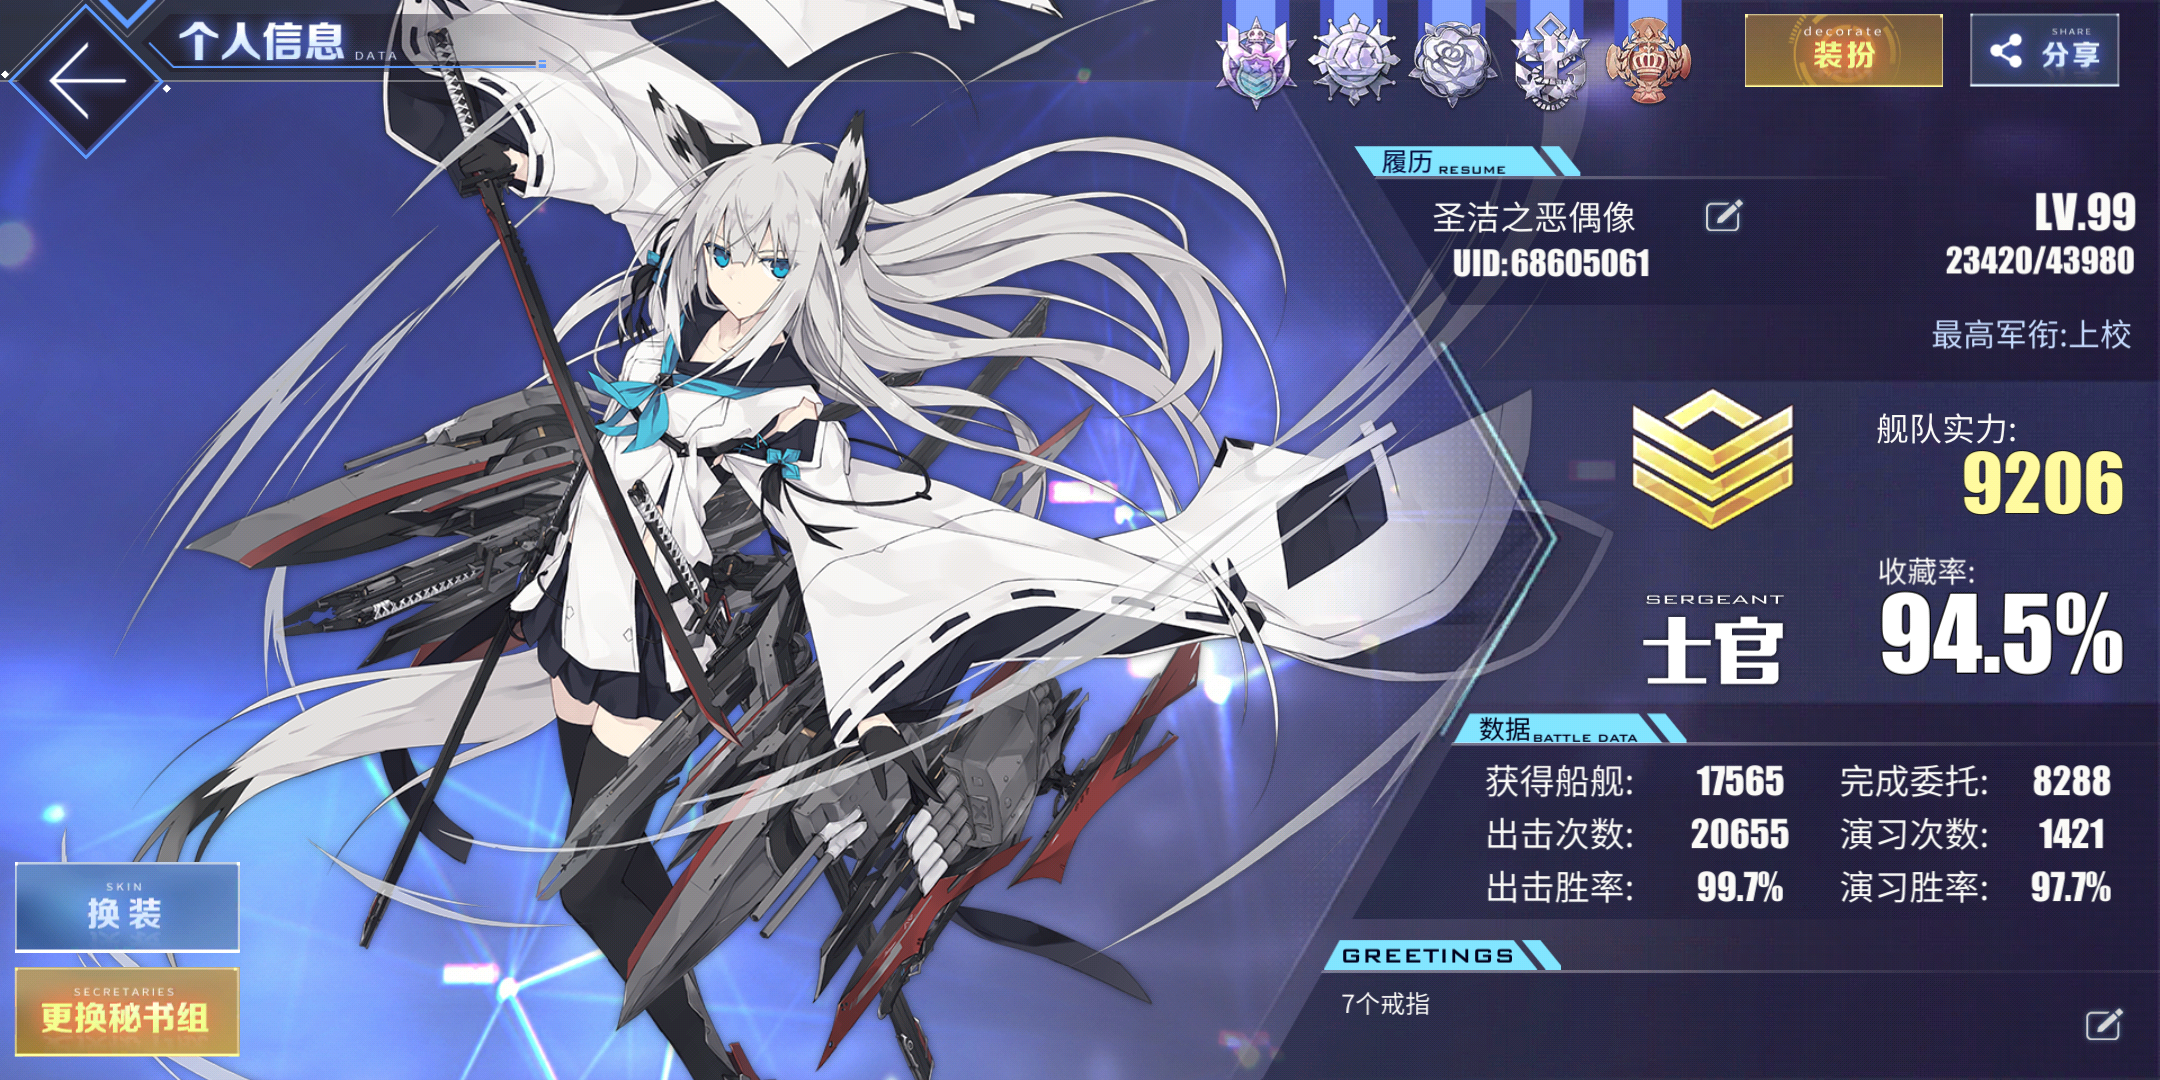 个人信息 DATA
decorate
装扮
SHARE
分享
履历 RESUME
圣洁之恶偶像
LV.99
UID:68605061
23420/43980
最高军衔:上校
舰队实力:
9206
收藏率:
94.5%
SERGEANT
士官
数据 BATTLE DATA
获得船舰: 17565 完成委托: 8288
出击次数: 20655 演习次数: 1421
出击胜率: 99.7% 演习胜率: 97.7%
SKIN
换装
GREETINGS
7个戒指
SECRETARIES
更换秘书组